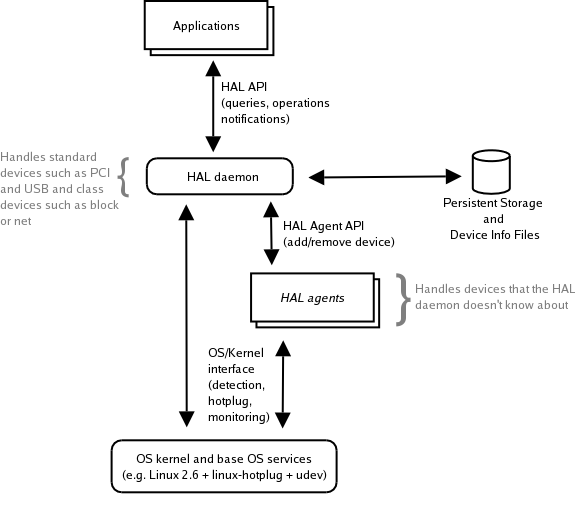 Applications
HAL API
(queries, operations
notifications)
Handles standard
devices such as PCI
and USB and class
devices such as block
or net
HAL daemon
Persistent Storage
and
Device Info Files
HAL Agent API
(add/remove device)
HAL agents
Handles devices that the HAL
daemon doesn't know about
OS/Kernel
interface
(detection,
hotplug,
monitoring)
OS kernel and base OS services
(e.g. Linux 2.6 + linux-hotplug + udev)